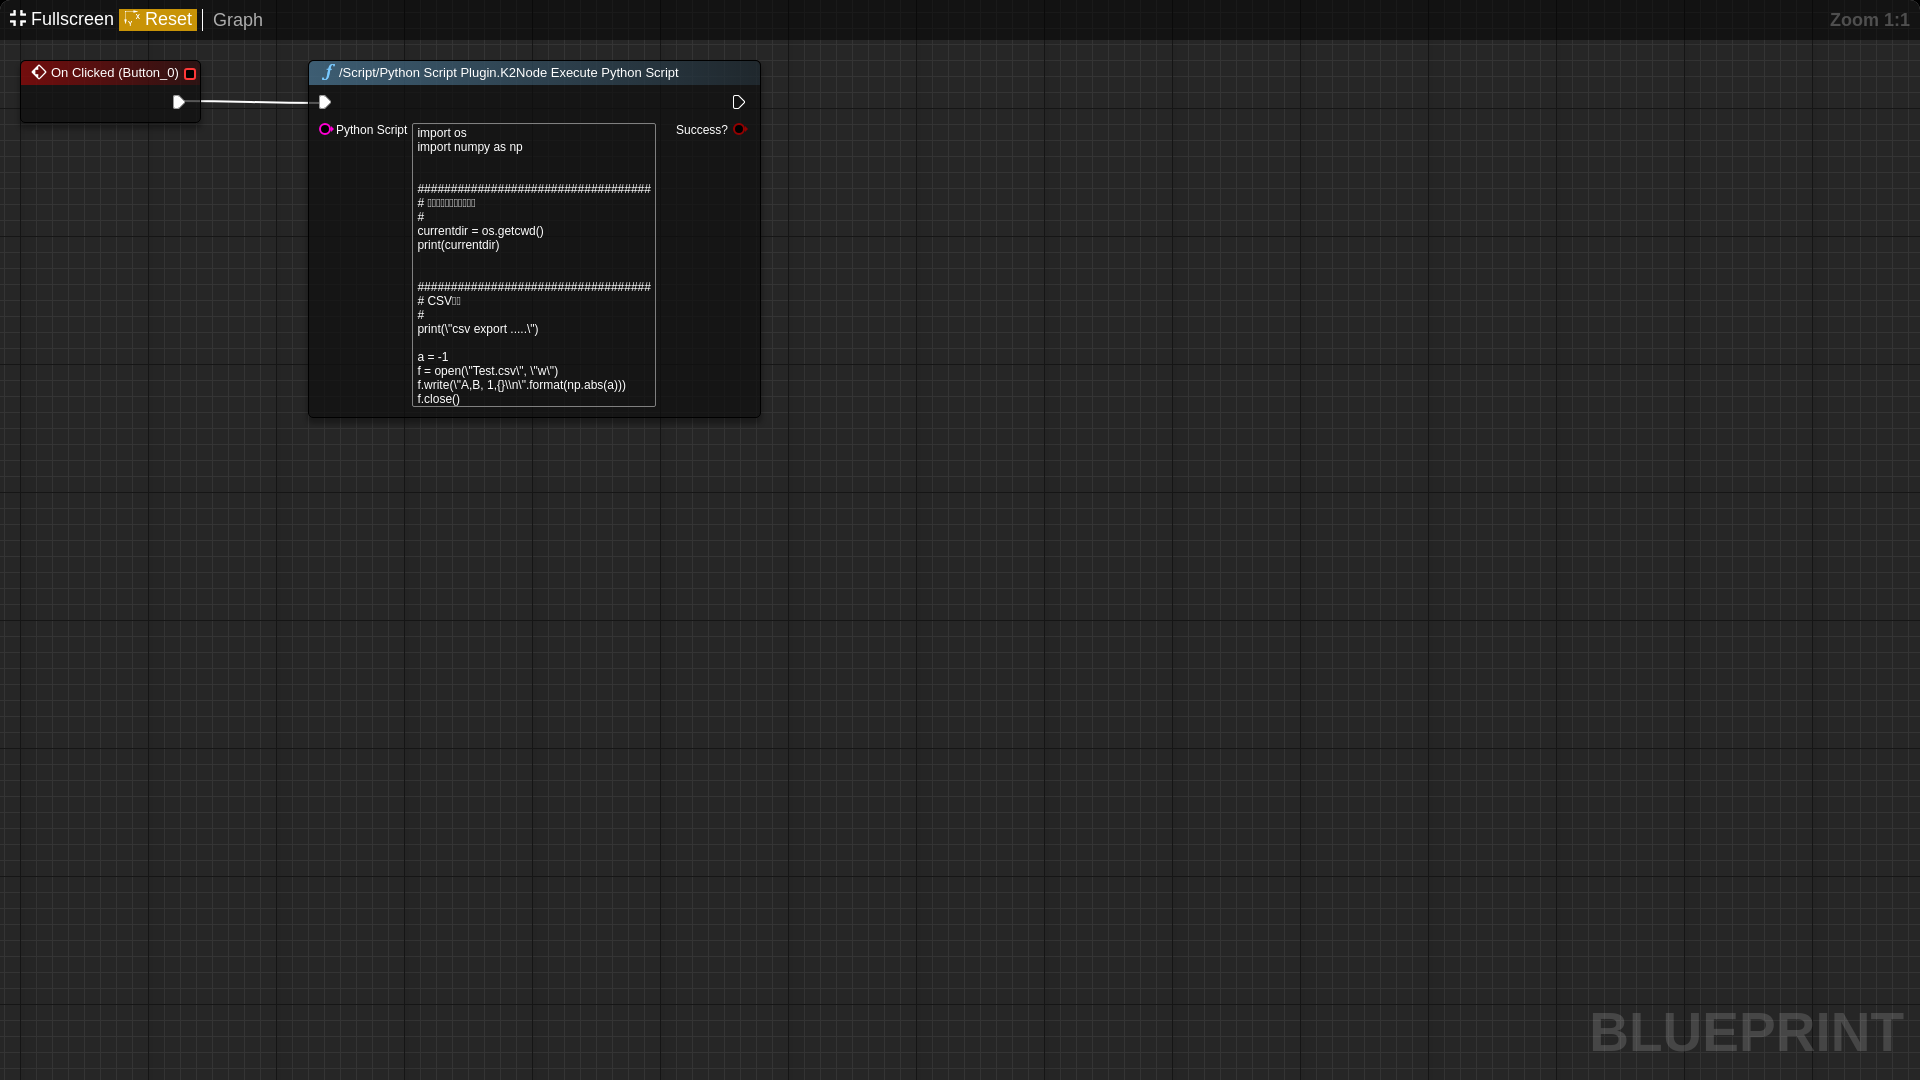 Fullscreen Reset Graph Zoom 1:1
On Clicked (Button_0)
/Script/Python Script Plugin.K2Node Execute Python Script
Python Script
import os
import numpy as np
###################################
#
#
currentdir = os.getcwd()
print(currentdir)
###################################
# CSV
#
print(\"csv export .....\")
a = -1
f = open(\"Test.csv\", \"w\")
f.write(\"A,B, 1,{}\\n\".format(np.abs(a)))
f.close()
Success?
BLUEPRINT